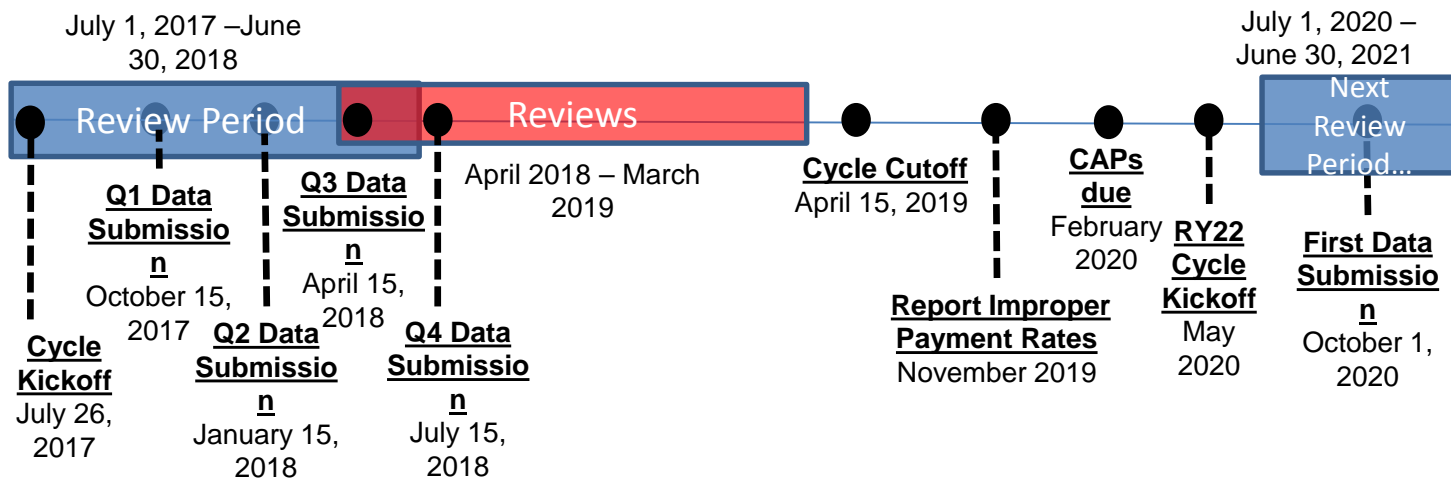 July 1, 2017 –June
30, 2018
July 1, 2020 –
June 30, 2021
Review Period
Reviews
Next
Review
Period…
April 2018 – March
2019
Cycle
Kickoff
July 26,
2017
Q1 Data
Submissio
n
October 15,
2017
Q2 Data
Submissio
n
January 15,
2018
Q3 Data
Submissio
n
April 15,
2018
Q4 Data
Submissio
n
July 15,
2018
Cycle Cutoff
April 15, 2019
Report Improper
Payment Rates
November 2019
CAPs
due
February
2020
RY22
Cycle
Kickoff
May
2020
First Data
Submissio
n
October 1,
2020